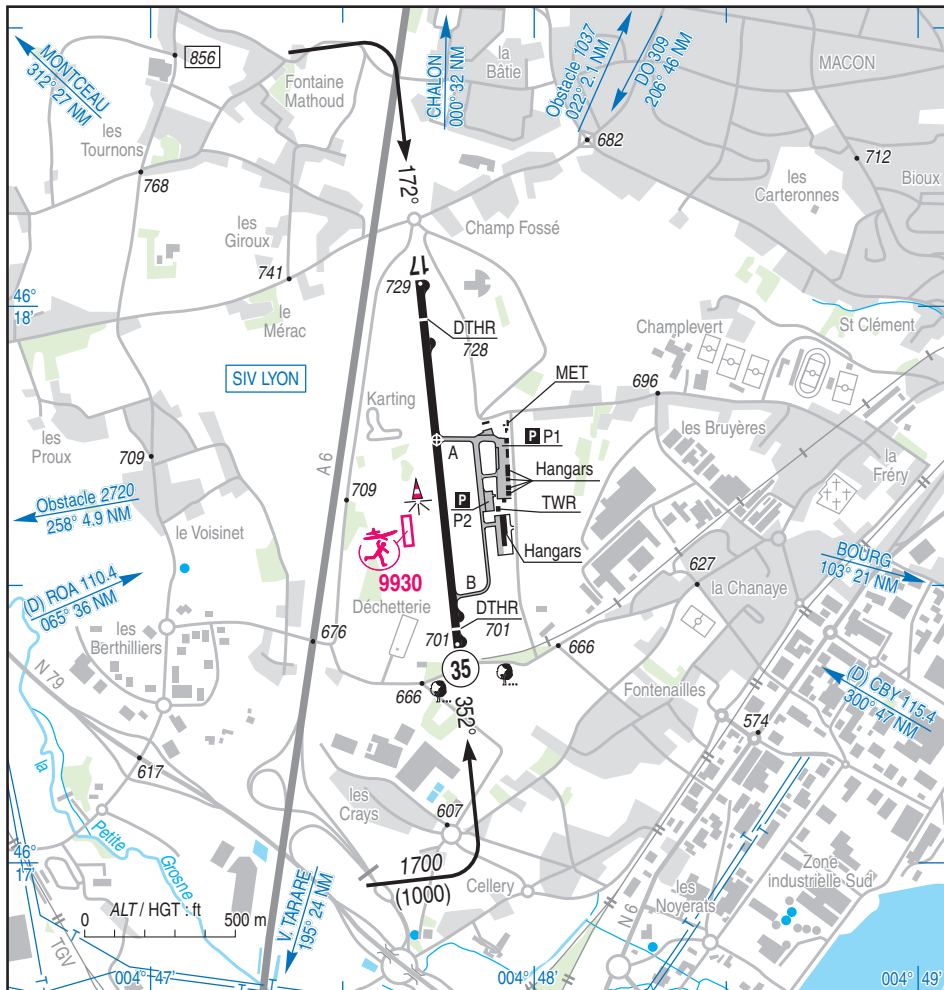 MONTCEAU
312° 27 NM
856
Fontaine
Mathoud
CHALON
000° 32 NM
la
Bâtie
Obstacle 1037
022° 2.1 NM
DO 309
206° 46 NM
MACON
les
Tournons
682
712
768
172°
les
Carteronnes
Bioux
les
Giroux
Champ Fossé
741
17
729
46°
18'
le
Mérac
DTHR
728
Champlevert
St Clément
SIV LYON
MET
Karting
696
les
Proux
A 6
P P1
les Bruyères
709
A
la
Fréry
Hangars
Obstacle 2720
258° 4.9 NM
709
P
P2
TWR
le Voisinet
Hangars
BOURG
103° 21 NM
(D) ROA 110.4
065° 36 NM
9930
B
627
la Chanaye
Déchetterie
DTHR
701
701
les
Berthilliers
676
666
35
N 79
666
352°
Fontenailles
(D) CBY 115.4
300° 47 NM
574
617
la
Petite
Grosne
les
Crays
607
46°
17'
1700
(1000)
Cellery
Zone
industrielle Sud
les
Noyerats
N 6
ALT / HGT : ft
0
500 m
V. TARARE
195° 24 NM
TGV
004° 47'
004° 48'
004° 49'